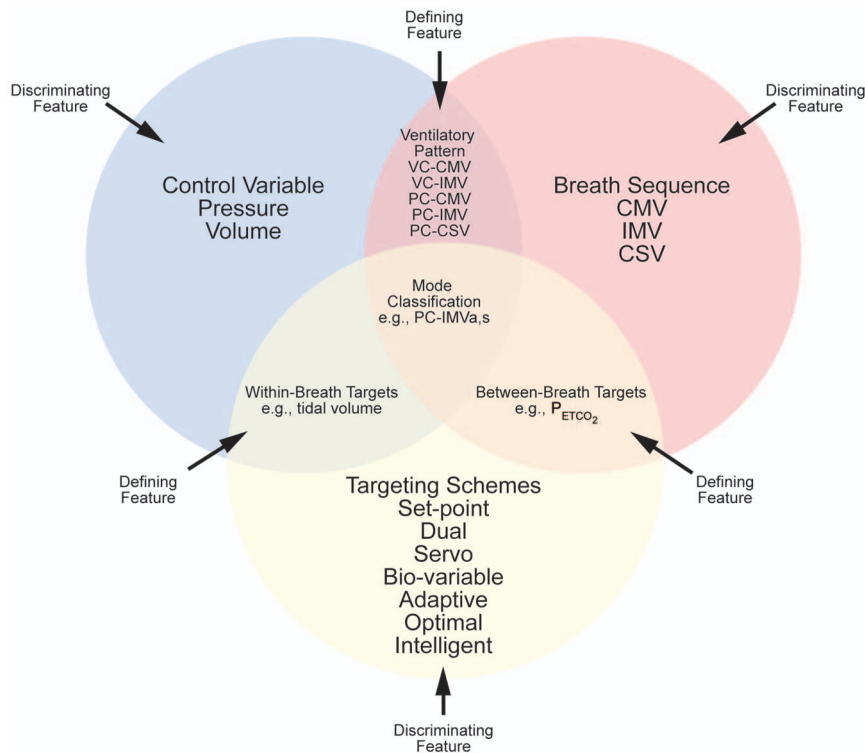 Defining
Feature
Discriminating
Feature
Discriminating
Feature
Ventilatory
Pattern
VC-CMV
VC-IMV
PC-CMV
PC-IMV
PC-CSV
Control Variable
Pressure
Volume
Breath Sequence
CMV
IMV
CSV
Mode
Classification
e.g., PC-IMVa,s
Within-Breath Targets
e.g., tidal volume
Between-Breath Targets
e.g., PETCO2
Defining
Feature
Defining
Feature
Targeting Schemes
Set-point
Dual
Servo
Bio-variable
Adaptive
Optimal
Intelligent
Discriminating
Feature